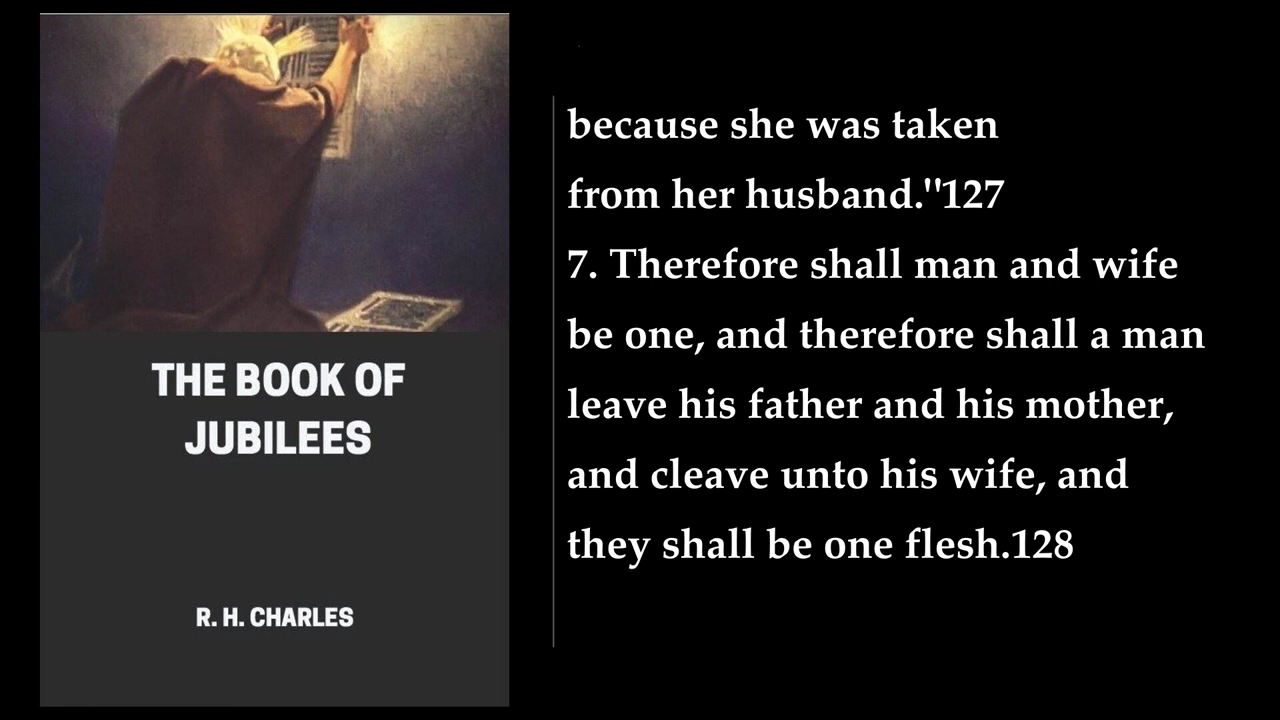 THE BOOK OF
JUBILEES
R. H. CHARLES
because she was taken
from her husband."127
7. Therefore shall man and wife
be one, and therefore shall a man
leave his father and his mother,
and cleave unto his wife, and
they shall be one flesh.128